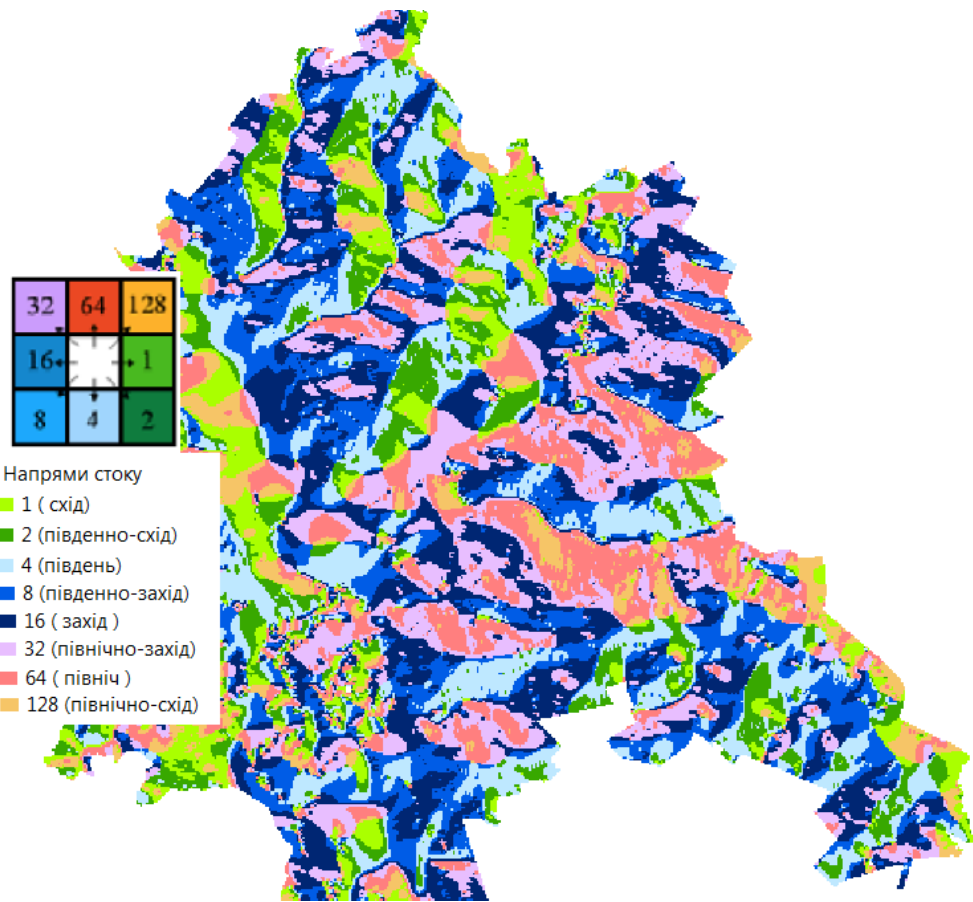 32 64 128
16 1
8 4 2
Напрями стоку
1 ( схід)
2 (південно-схід)
4 (південь)
8 (південно-захід)
16 ( захід )
32 (північно-захід)
64 ( північ )
128 (північно-схід)